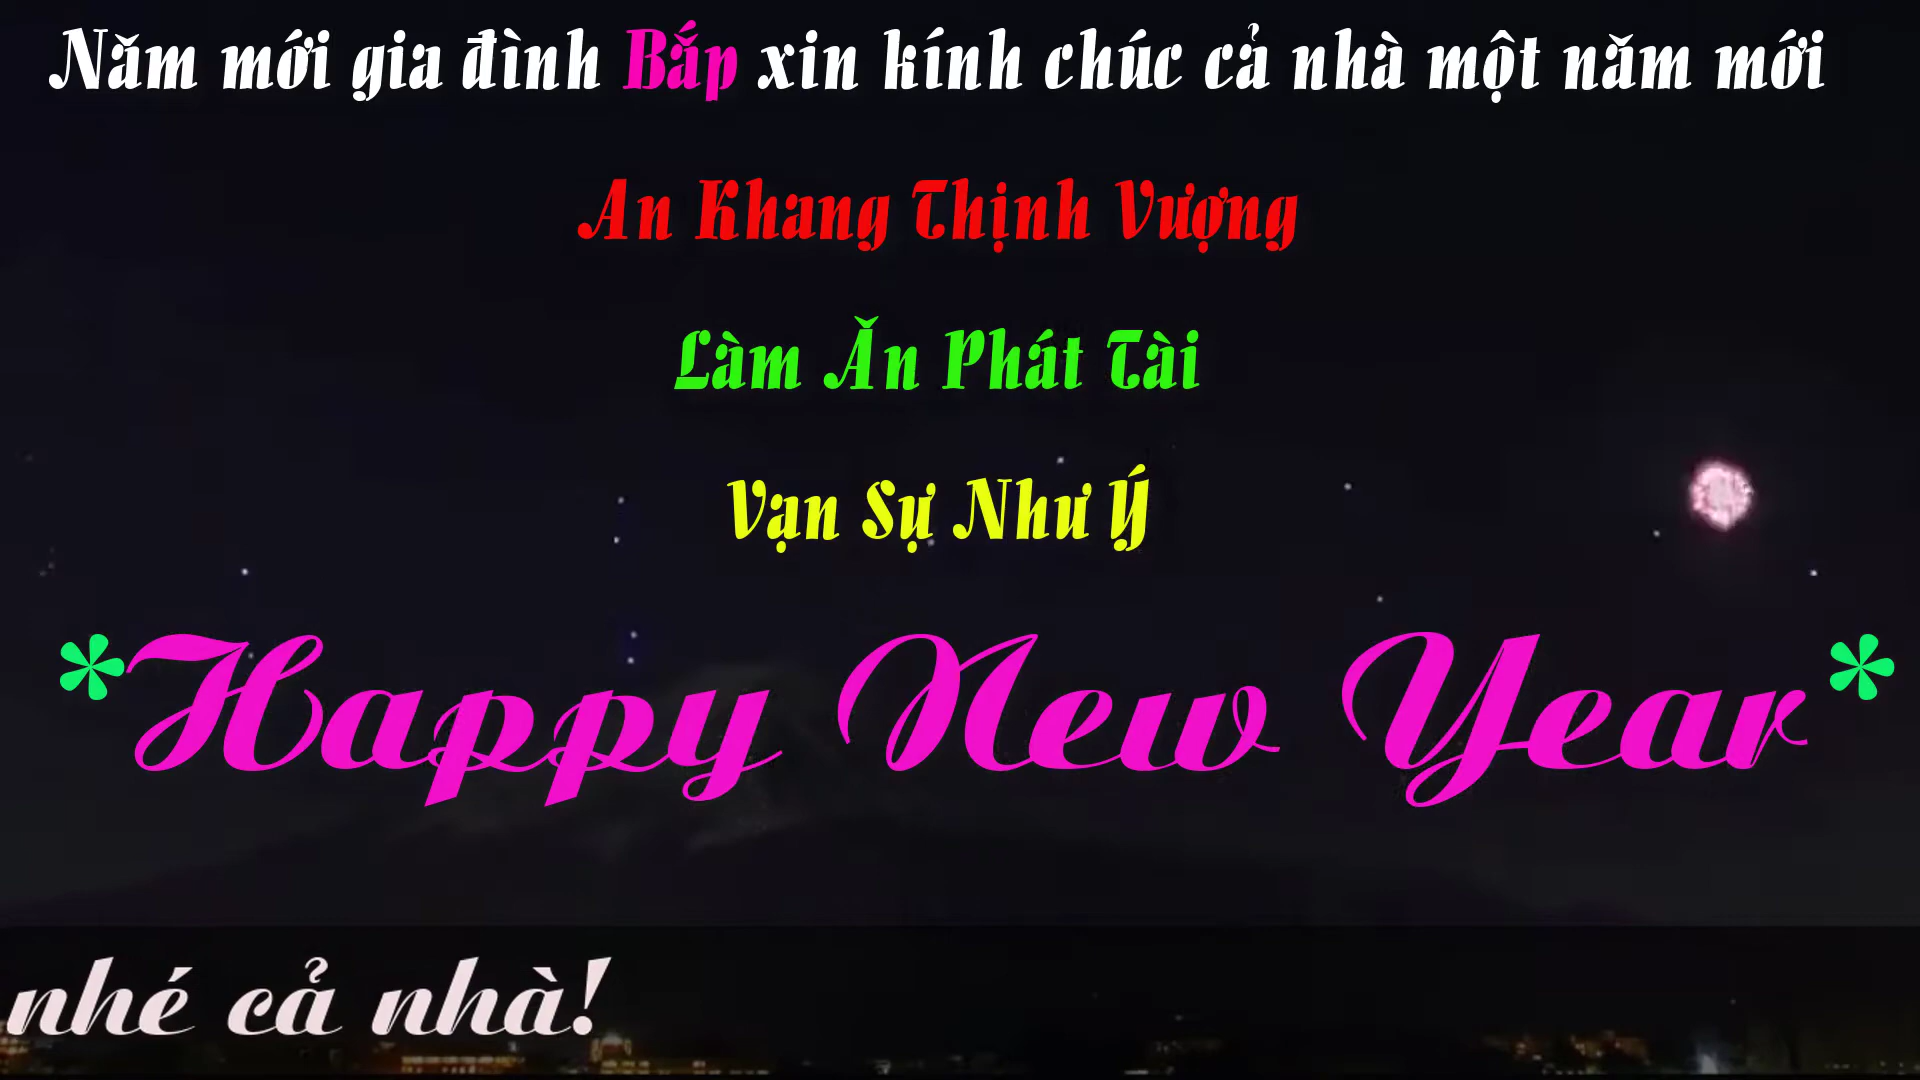 Năm mới gia đình Bắp xin kính chúc cả nhà một năm mới
An Khang Thịnh Vượng
Làm Ăn Phát Tài
Vạn Sự Như Ý
*Happy New Year*
nhé cả nhà!